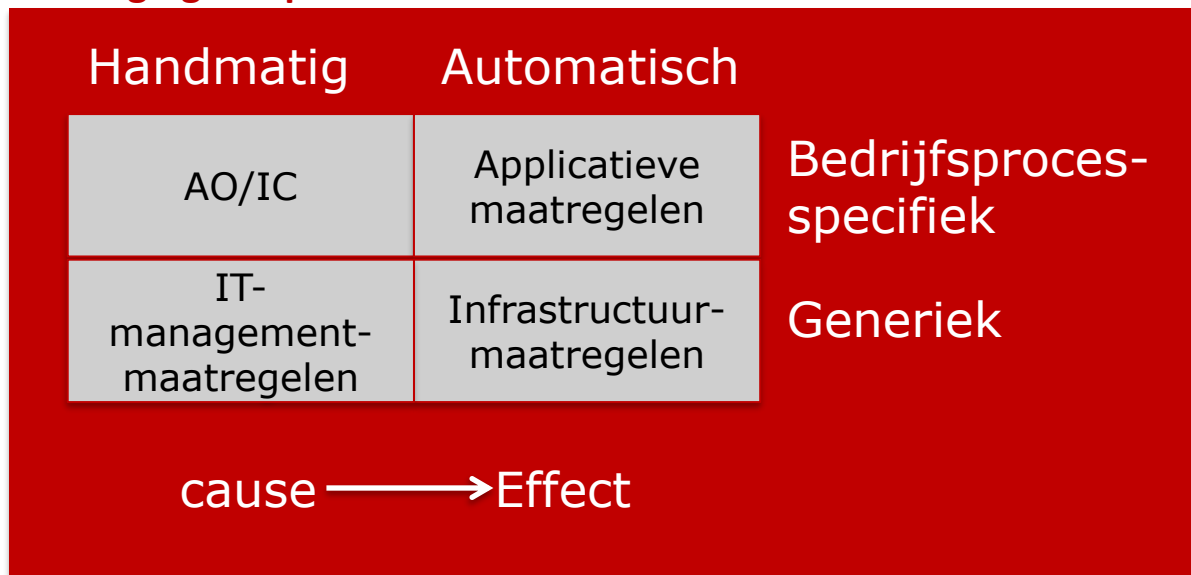 Handmatig Automatisch
AO/IC
Applicatieve
maatregelen
Bedrijfsproces-
specifiek
IT-
management-
maatregelen
Infrastructuur-
maatregelen
Generiek
cause Effect